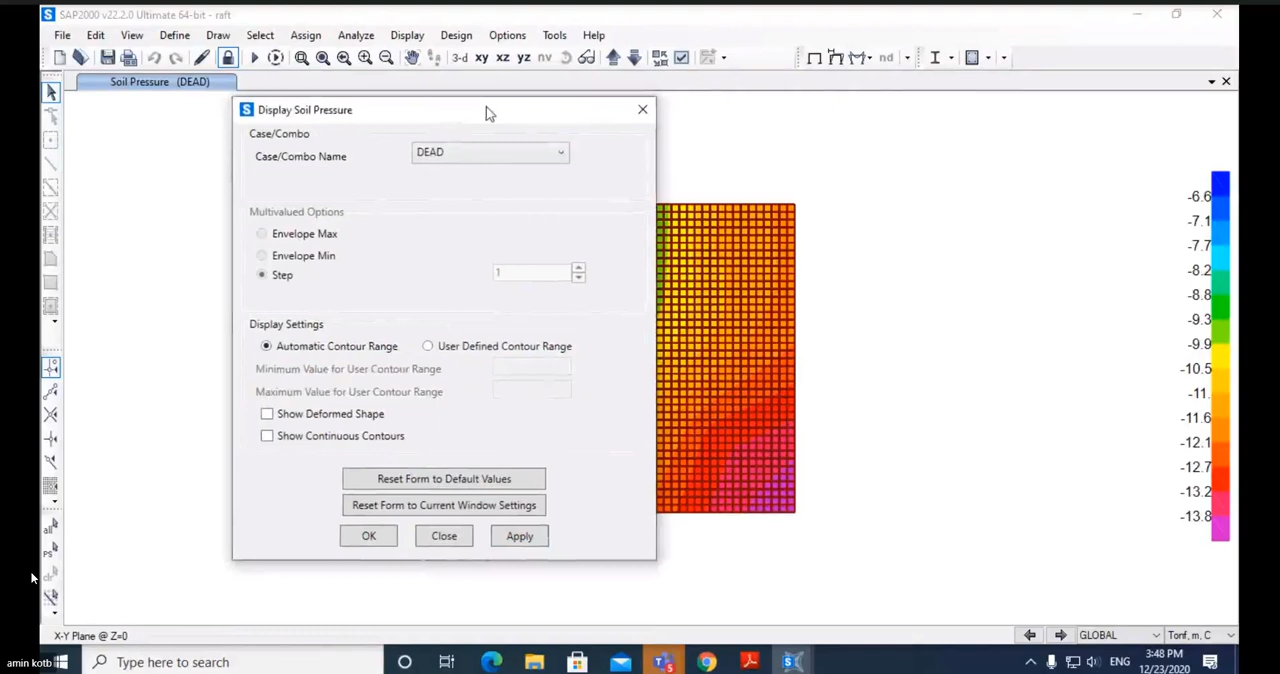 SAP2000 v22.2.0 Ultimate 64-bit - raft
File Edit View Define Draw Select Assign Analyze Display Design Options Tools Help
3-d xy xz yz nv nd
Soil Pressure (DEAD)
Display Soil Pressure
Case/Combo
Case/Combo Name DEAD
Multivalued Options
Envelope Max
Envelope Min
Step 1
Display Settings
Automatic Contour Range User Defined Contour Range
Minimum Value for User Contour Range
Maximum Value for User Contour Range
Show Deformed Shape
Show Continuous Contours
Reset Form to Default Values
Reset Form to Current Window Settings
OK Close Apply
-6.6
-7.1
-7.7
-8.2
-8.8
-9.3
-9.9
-10.5
-11.
-11.6
-12.1
-12.7
-13.2
-13.8
all
PS
clr
X-Y Plane @ Z=0
GLOBAL
Tonf, m, C
amin kotb
Type here to search
ENG
3:48 PM
12/23/2020